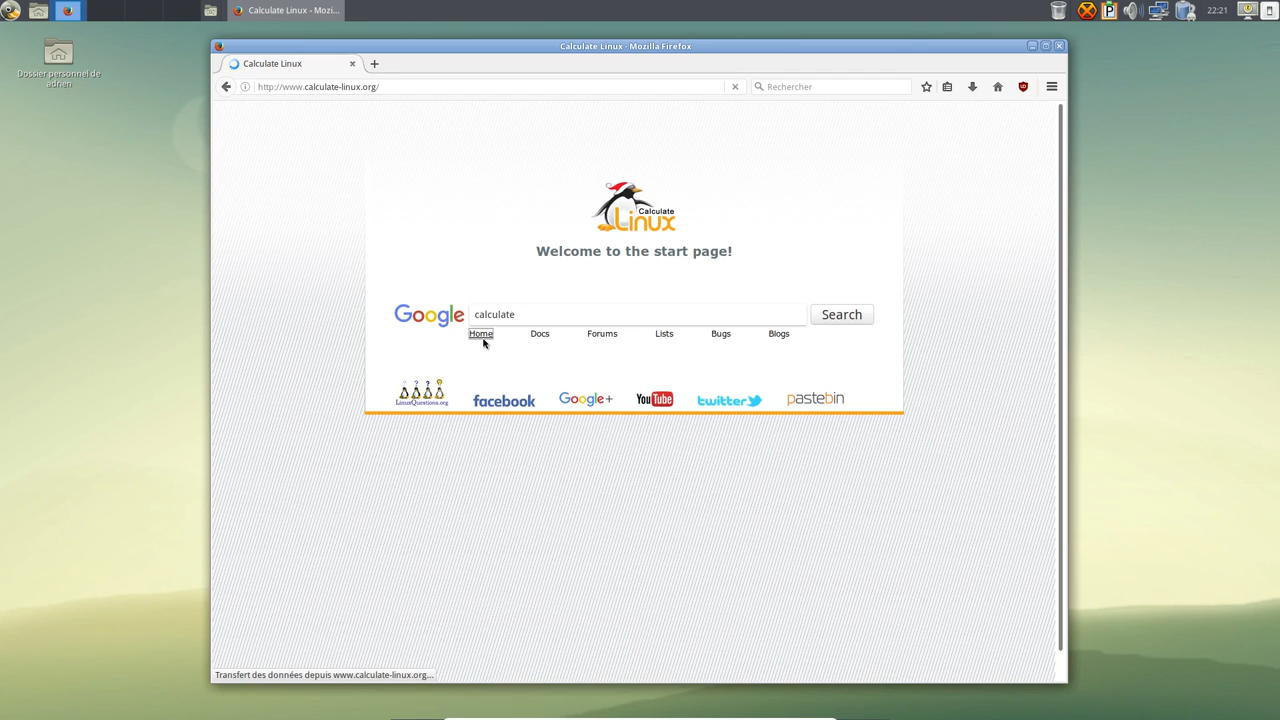 Calculate Linux - Mozi...
22:21
Dossier personnel de
adrien
Calculate Linux - Mozilla Firefox
Calculate Linux
http://www.calculate-linux.org/
Rechercher
Calculate
Linux
Welcome to the start page!
Google
calculate
Search
Home
Docs
Forums
Lists
Bugs
Blogs
LinuxQuestions.org
facebook
Google+
YouTube
twitter
pastebin
Transfert des données depuis www.calculate-linux.org...